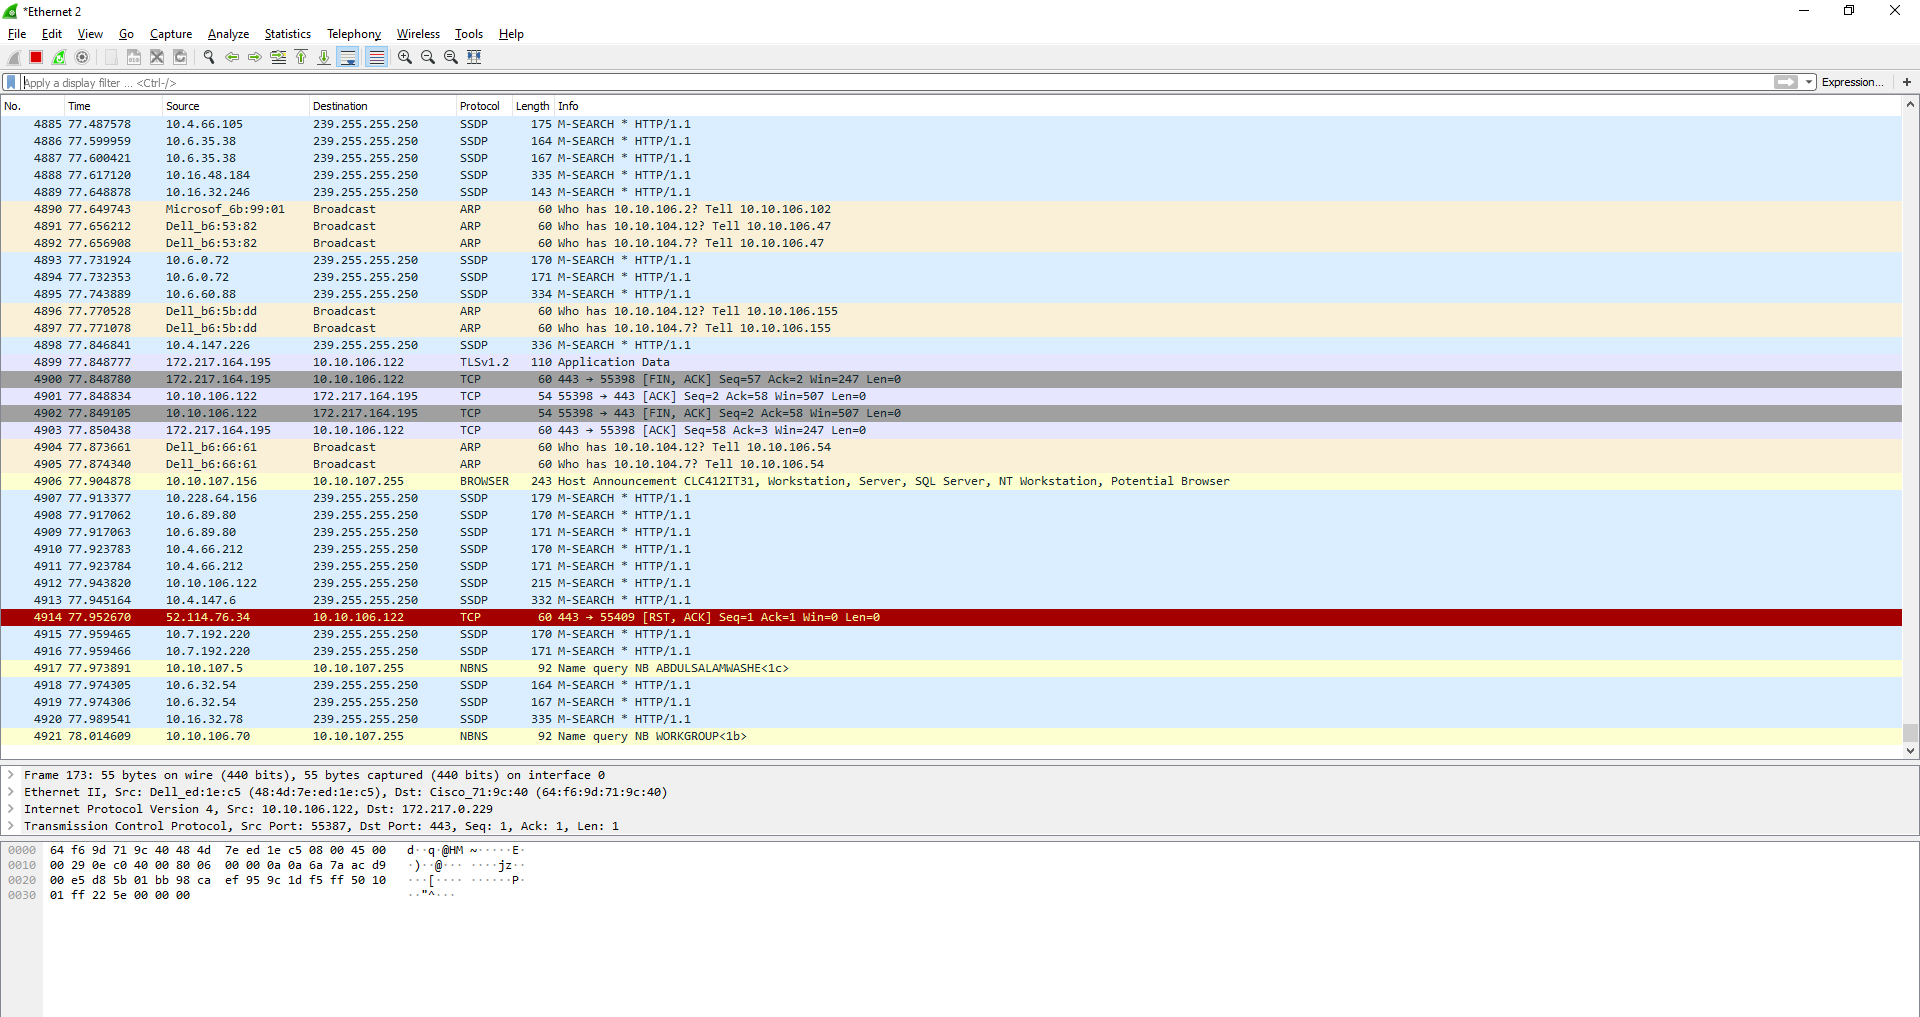 *Ethernet 2
File Edit View Go Capture Analyze Statistics Telephony Wireless Tools Help
Apply a display filter ... <Ctrl-/> Expression... +
No. Time Source Destination Protocol Length Info
4885 77.487578 10.4.66.105 239.255.255.250 SSDP 175 M-SEARCH * HTTP/1.1
4886 77.599959 10.6.35.38 239.255.255.250 SSDP 164 M-SEARCH * HTTP/1.1
4887 77.600421 10.6.35.38 239.255.255.250 SSDP 167 M-SEARCH * HTTP/1.1
4888 77.617120 10.16.48.184 239.255.255.250 SSDP 335 M-SEARCH * HTTP/1.1
4889 77.648878 10.16.32.246 239.255.255.250 SSDP 143 M-SEARCH * HTTP/1.1
4890 77.649743 Microsof_6b:99:01 Broadcast ARP 60 Who has 10.10.106.2? Tell 10.10.106.102
4891 77.656212 Dell_b6:53:82 Broadcast ARP 60 Who has 10.10.104.12? Tell 10.10.106.47
4892 77.656908 Dell_b6:53:82 Broadcast ARP 60 Who has 10.10.104.7? Tell 10.10.106.47
4893 77.731924 10.6.0.72 239.255.255.250 SSDP 170 M-SEARCH * HTTP/1.1
4894 77.732353 10.6.0.72 239.255.255.250 SSDP 171 M-SEARCH * HTTP/1.1
4895 77.743889 10.6.60.88 239.255.255.250 SSDP 334 M-SEARCH * HTTP/1.1
4896 77.770528 Dell_b6:5b:dd Broadcast ARP 60 Who has 10.10.104.12? Tell 10.10.106.155
4897 77.771078 Dell_b6:5b:dd Broadcast ARP 60 Who has 10.10.104.7? Tell 10.10.106.155
4898 77.846841 10.4.147.226 239.255.255.250 SSDP 336 M-SEARCH * HTTP/1.1
4899 77.848777 172.217.164.195 10.10.106.122 TLSv1.2 110 Application Data
4900 77.848780 172.217.164.195 10.10.106.122 TCP 60 443 → 55398 [FIN, ACK] Seq=57 Ack=2 Win=247 Len=0
4901 77.848834 10.10.106.122 172.217.164.195 TCP 54 55398 → 443 [ACK] Seq=2 Ack=58 Win=507 Len=0
4902 77.849105 10.10.106.122 172.217.164.195 TCP 54 55398 → 443 [FIN, ACK] Seq=2 Ack=58 Win=507 Len=0
4903 77.850438 172.217.164.195 10.10.106.122 TCP 60 443 → 55398 [ACK] Seq=58 Ack=3 Win=247 Len=0
4904 77.873661 Dell_b6:66:61 Broadcast ARP 60 Who has 10.10.104.12? Tell 10.10.106.54
4905 77.874340 Dell_b6:66:61 Broadcast ARP 60 Who has 10.10.104.7? Tell 10.10.106.54
4906 77.904878 10.10.107.156 10.10.107.255 BROWSER 243 Host Announcement CLC412IT31, Workstation, Server, SQL Server, NT Workstation, Potential Browser
4907 77.913377 10.228.64.156 239.255.255.250 SSDP 179 M-SEARCH * HTTP/1.1
4908 77.917062 10.6.89.80 239.255.255.250 SSDP 170 M-SEARCH * HTTP/1.1
4909 77.917063 10.6.89.80 239.255.255.250 SSDP 171 M-SEARCH * HTTP/1.1
4910 77.923783 10.4.66.212 239.255.255.250 SSDP 170 M-SEARCH * HTTP/1.1
4911 77.923784 10.4.66.212 239.255.255.250 SSDP 171 M-SEARCH * HTTP/1.1
4912 77.943820 10.10.106.122 239.255.255.250 SSDP 215 M-SEARCH * HTTP/1.1
4913 77.945164 10.4.147.6 239.255.255.250 SSDP 332 M-SEARCH * HTTP/1.1
4914 77.952670 52.114.76.34 10.10.106.122 TCP 60 443 → 55409 [RST, ACK] Seq=1 Ack=1 Win=0 Len=0
4915 77.959465 10.7.192.220 239.255.255.250 SSDP 170 M-SEARCH * HTTP/1.1
4916 77.959466 10.7.192.220 239.255.255.250 SSDP 171 M-SEARCH * HTTP/1.1
4917 77.973891 10.10.107.5 10.10.107.255 NBNS 92 Name query NB ABDULSALAMWASHE<1c>
4918 77.974305 10.6.32.54 239.255.255.250 SSDP 164 M-SEARCH * HTTP/1.1
4919 77.974306 10.6.32.54 239.255.255.250 SSDP 167 M-SEARCH * HTTP/1.1
4920 77.989541 10.16.32.78 239.255.255.250 SSDP 335 M-SEARCH * HTTP/1.1
4921 78.014609 10.10.106.70 10.10.107.255 NBNS 92 Name query NB WORKGROUP<1b>
Frame 173: 55 bytes on wire (440 bits), 55 bytes captured (440 bits) on interface 0
Ethernet II, Src: Dell_ed:1e:c5 (48:4d:7e:ed:1e:c5), Dst: Cisco_71:9c:40 (64:f6:9d:71:9c:40)
Internet Protocol Version 4, Src: 10.10.106.122, Dst: 172.217.0.229
Transmission Control Protocol, Src Port: 55387, Dst Port: 443, Seq: 1, Ack: 1, Len: 1
0000 64 f6 9d 71 9c 40 48 4d 7e ed 1e c5 08 00 45 00 d··q·@HM ~·····E·
0010 00 29 0e c0 40 00 80 06 00 00 0a 0a 6a 7a ac d9 ·)··@··· ····jz··
0020 00 e5 d8 5b 01 bb 98 ca ef 95 9c 1d f5 ff 50 10 ···[···· ······P·
0030 01 ff 22 5e 00 00 00 ··"^···